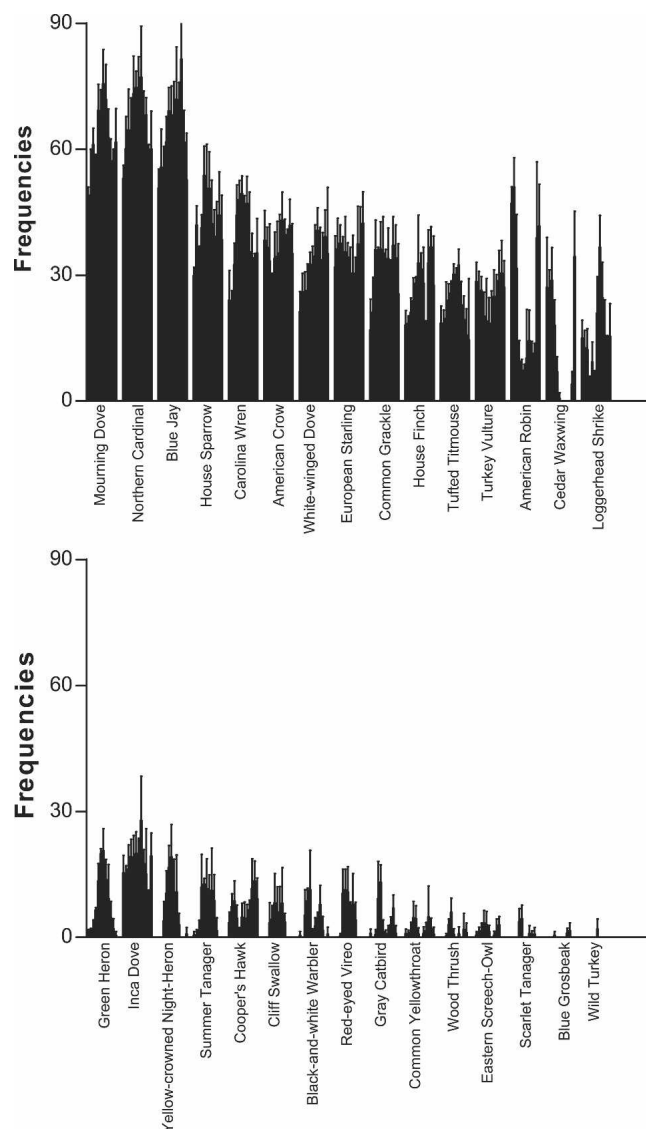 90
60
30
0
Frequencies
Mourning Dove
Northern Cardinal
Blue Jay
House Sparrow
Carolina Wren
American Crow
White-winged Dove
European Starling
Common Grackle
House Finch
Tufted Titmouse
Turkey Vulture
American Robin
Cedar Waxwing
Loggerhead Shrike
90
60
30
0
Frequencies
Green Heron
Inca Dove
Yellow-crowned Night-Heron
Summer Tanager
Cooper's Hawk
Cliff Swallow
Black-and-white Warbler
Red-eyed Vireo
Gray Catbird
Common Yellowthroat
Wood Thrush
Eastern Screech-Owl
Scarlet Tanager
Blue Grosbeak
Wild Turkey